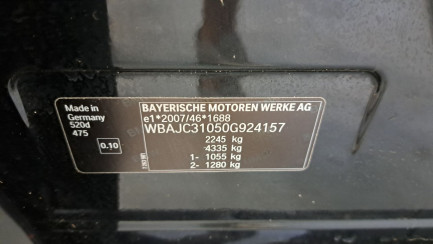 Made in
Germany
520d
475
0.10
BAYERISCHE MOTOREN WERKE AG
e1*2007/46*1688
WBAJC31050G924157
2245 kg
4335 kg
1- 1055 kg
2- 1280 kg